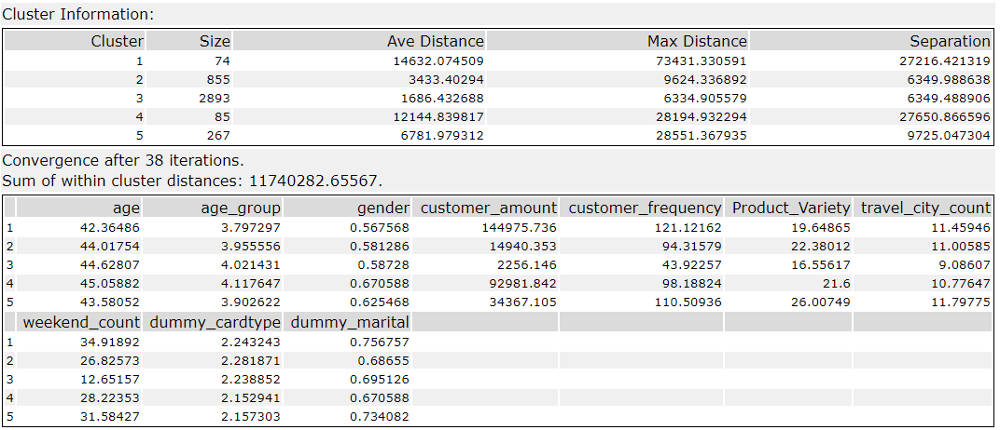 Cluster Information:
Cluster Size Ave Distance Max Distance Separation
1 74 14632.074509 73431.330591 27216.421319
2 855 3433.40294 9624.336892 6349.988638
3 2893 1686.432688 6334.905579 6349.488906
4 85 12144.839817 28194.932294 27650.866596
5 267 6781.979312 28551.367935 9725.047304
Convergence after 38 iterations.
Sum of within cluster distances: 11740282.65567.
age age_group gender customer_amount customer_frequency Product_Variety travel_city_count
1 42.36486 3.797297 0.567568 144975.736 121.12162 19.64865 11.45946
2 44.01754 3.955556 0.581286 14940.353 94.31579 22.38012 11.00585
3 44.62807 4.021431 0.58728 2256.146 43.92257 16.55617 9.08607
4 45.05882 4.117647 0.670588 92981.842 98.18824 21.6 10.77647
5 43.58052 3.902622 0.625468 34367.105 110.50936 26.00749 11.79775
weekend_count dummy_cardtype dummy_marital
1 34.91892 2.243243 0.756757
2 26.82573 2.281871 0.68655
3 12.65157 2.238852 0.695126
4 28.22353 2.152941 0.670588
5 31.58427 2.157303 0.734082